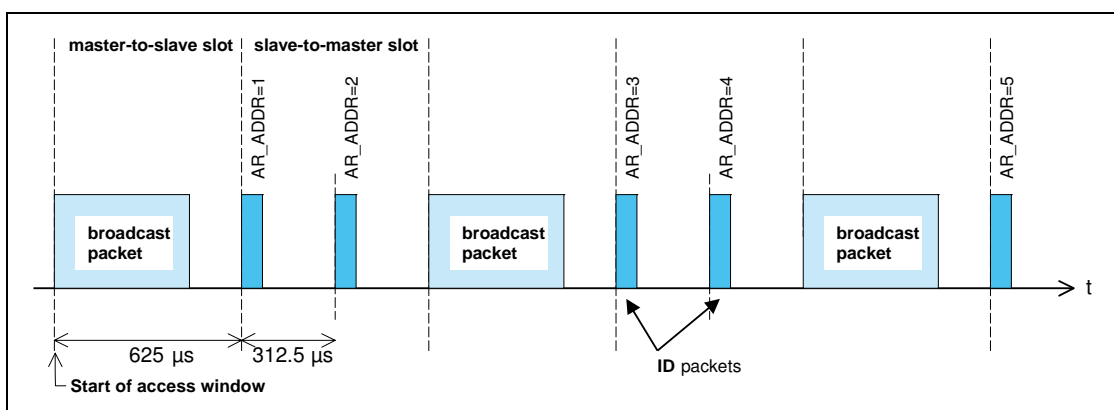 master-to-slave slot
slave-to-master slot
AR_ADDR=1
AR_ADDR=2
AR_ADDR=3
AR_ADDR=4
AR_ADDR=5
broadcast
packet
broadcast
packet
broadcast
packet
t
625 µs
312.5 µs
ID packets
Start of access window